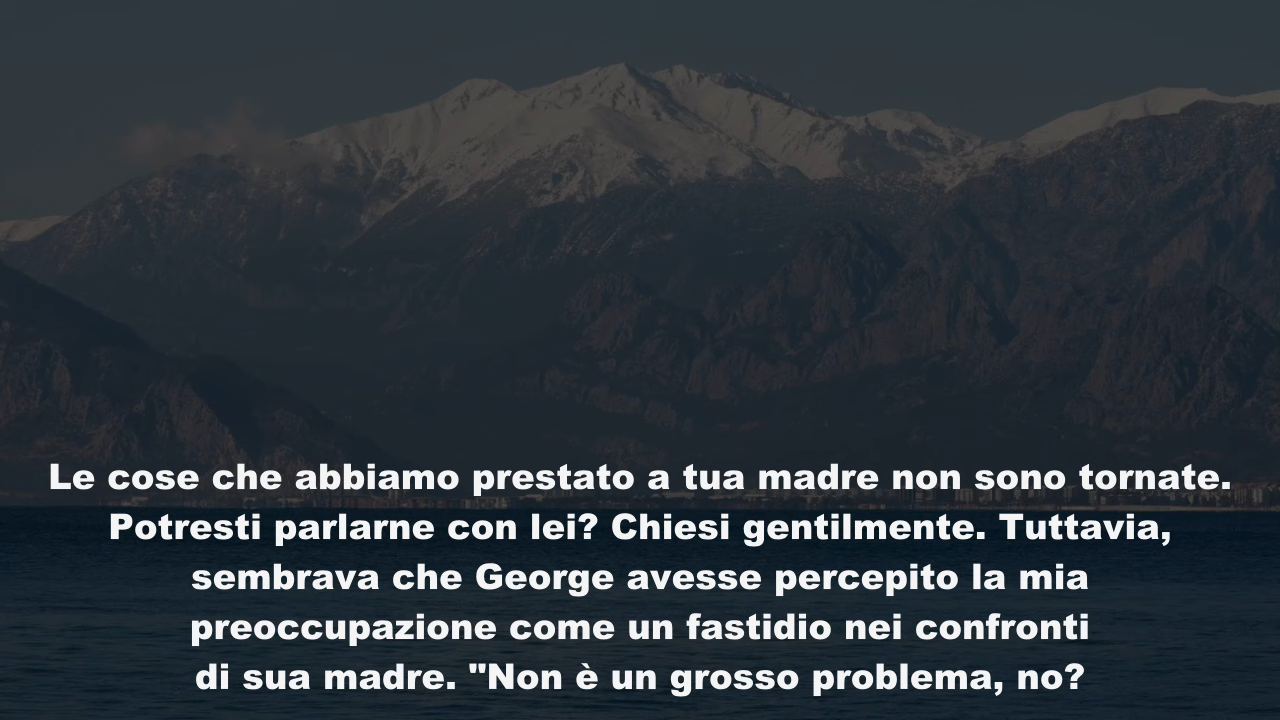 Le cose che abbiamo prestato a tua madre non sono tornate.
Potresti parlarne con lei? Chiesi gentilmente. Tuttavia,
sembrava che George avesse percepito la mia
preoccupazione come un fastidio nei confronti
di sua madre. "Non è un grosso problema, no?